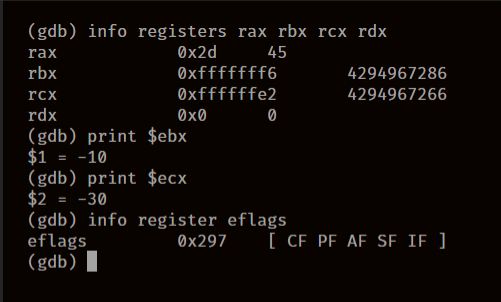 (gdb) info registers rax rbx rcx rdx
rax 0x2d 45
rbx 0xfffffff6 4294967286
rcx 0xffffffe2 4294967266
rdx 0x0 0
(gdb) print $ebx
$1 = -10
(gdb) print $ecx
$2 = -30
(gdb) info register eflags
eflags 0x297 [ CF PF AF SF IF ]
(gdb)